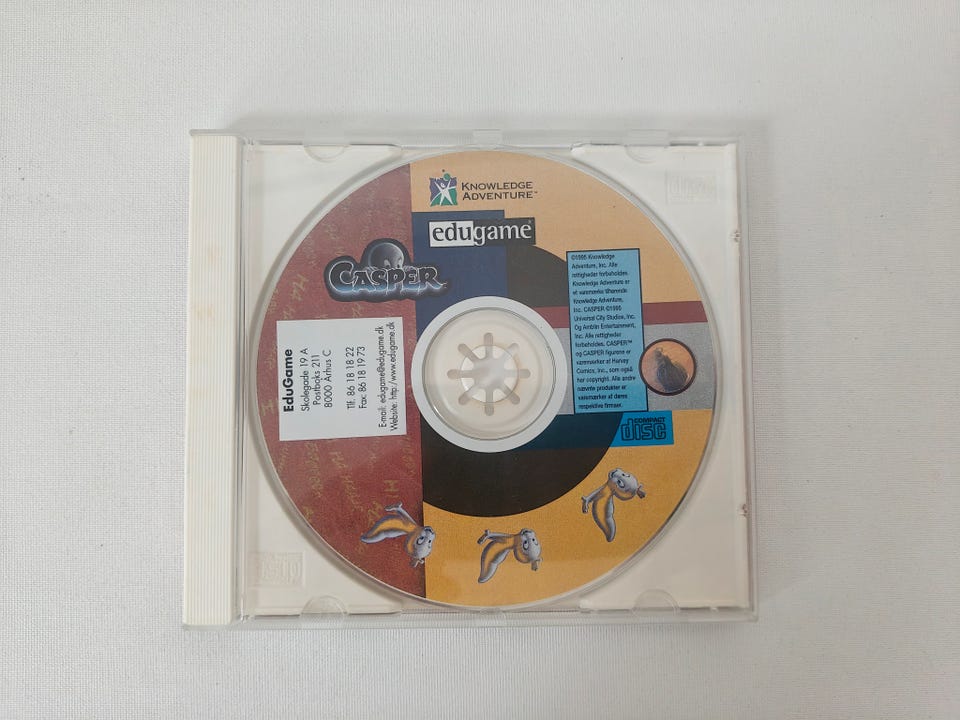 KNOWLEDGE
ADVENTURE™
edugame®
CASPER
EduGame
Skolegade 19 A
Postboks 211
8000 Århus C
Tlf. 86 18 18 22
Fax: 86 18 19 73
E-mail: edugame@edugame.dk
Website: http:/www.edugame.dk
©1995 Knowledge
Adventure, Inc. Alle
rettigheder forbeholdes.
Knowledge Adventure er
et varemærke tilhørende
Knowledge Adventure,
Inc. CASPER ©1995
Universal City Studios, Inc.
Og Amblin Entertainment,
Inc. Alle rettigheder
forbeholdes. CASPER™
og CASPER figurerne er
varemærker af Harvey
Comics, Inc., som også
har copyright. Alle andre
nævnte produkter er
varemærker af deres
respektive firmaer.
COMPACT
disc